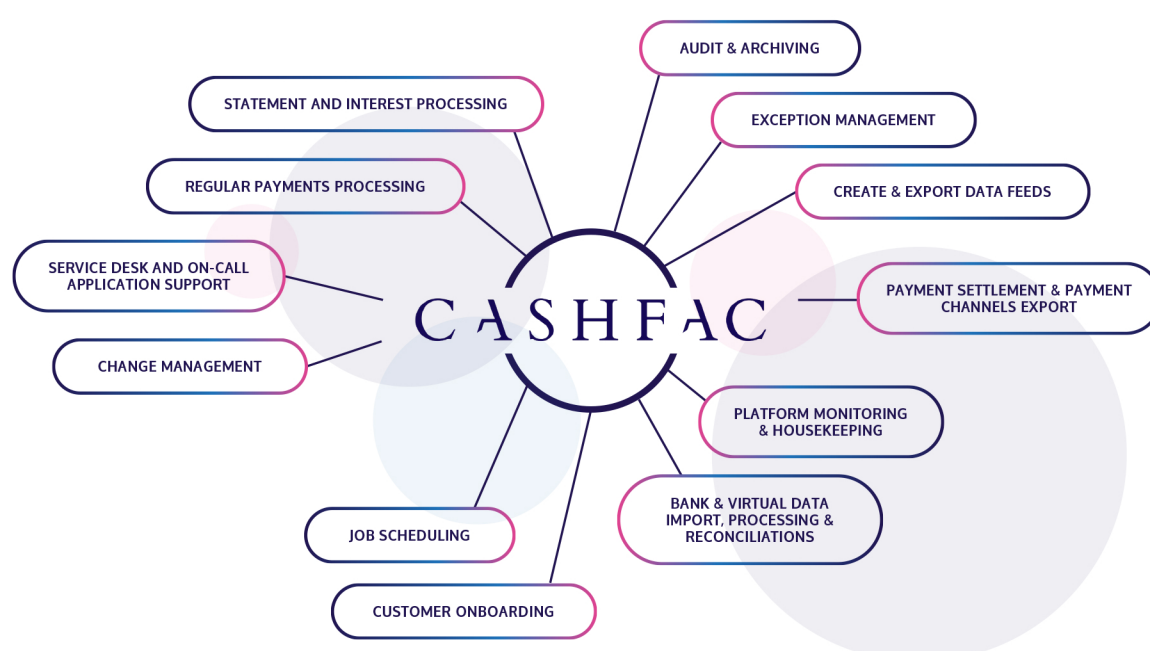 AUDIT & ARCHIVING
STATEMENT AND INTEREST PROCESSING
EXCEPTION MANAGEMENT
REGULAR PAYMENTS PROCESSING
CREATE & EXPORT DATA FEEDS
SERVICE DESK AND ON-CALL
APPLICATION SUPPORT
PAYMENT SETTLEMENT & PAYMENT
CHANNELS EXPORT
CASHFAC
CHANGE MANAGEMENT
PLATFORM MONITORING
& HOUSEKEEPING
BANK & VIRTUAL DATA
IMPORT, PROCESSING &
RECONCILIATIONS
JOB SCHEDULING
CUSTOMER ONBOARDING